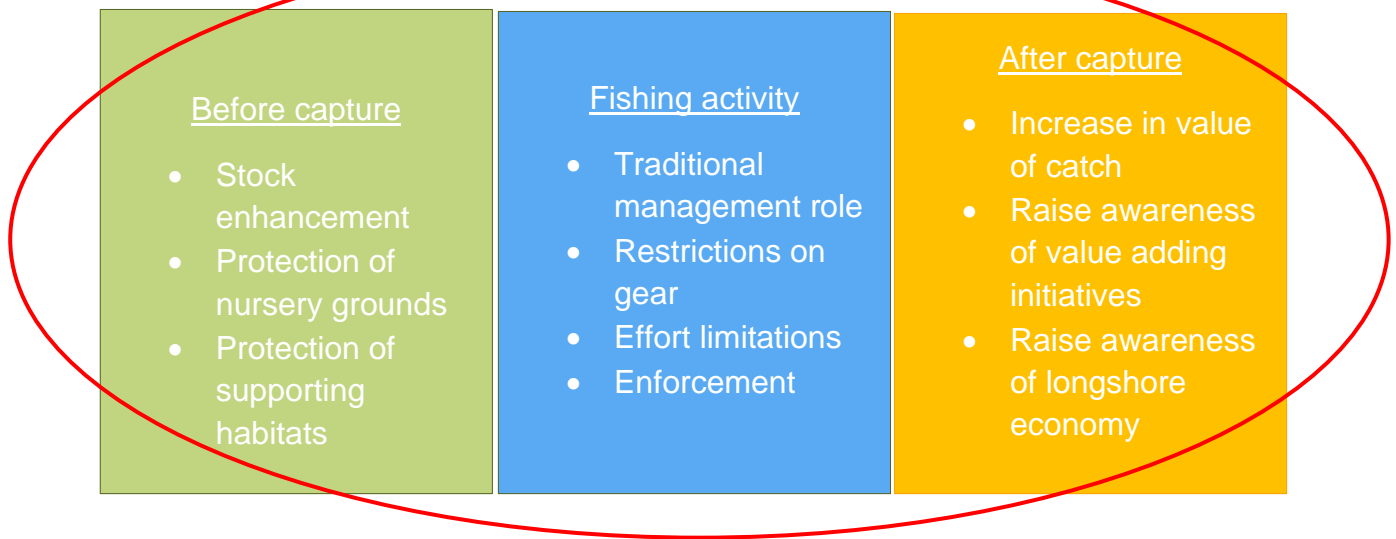 Before capture
● Stock
enhancement
● Protection of
nursery grounds
● Protection of
supporting
habitats
Fishing activity
● Traditional
management role
● Restrictions on
gear
● Effort limitations
● Enforcement
After capture
● Increase in value
of catch
● Raise awareness
of value adding
initiatives
● Raise awareness
of longshore
economy